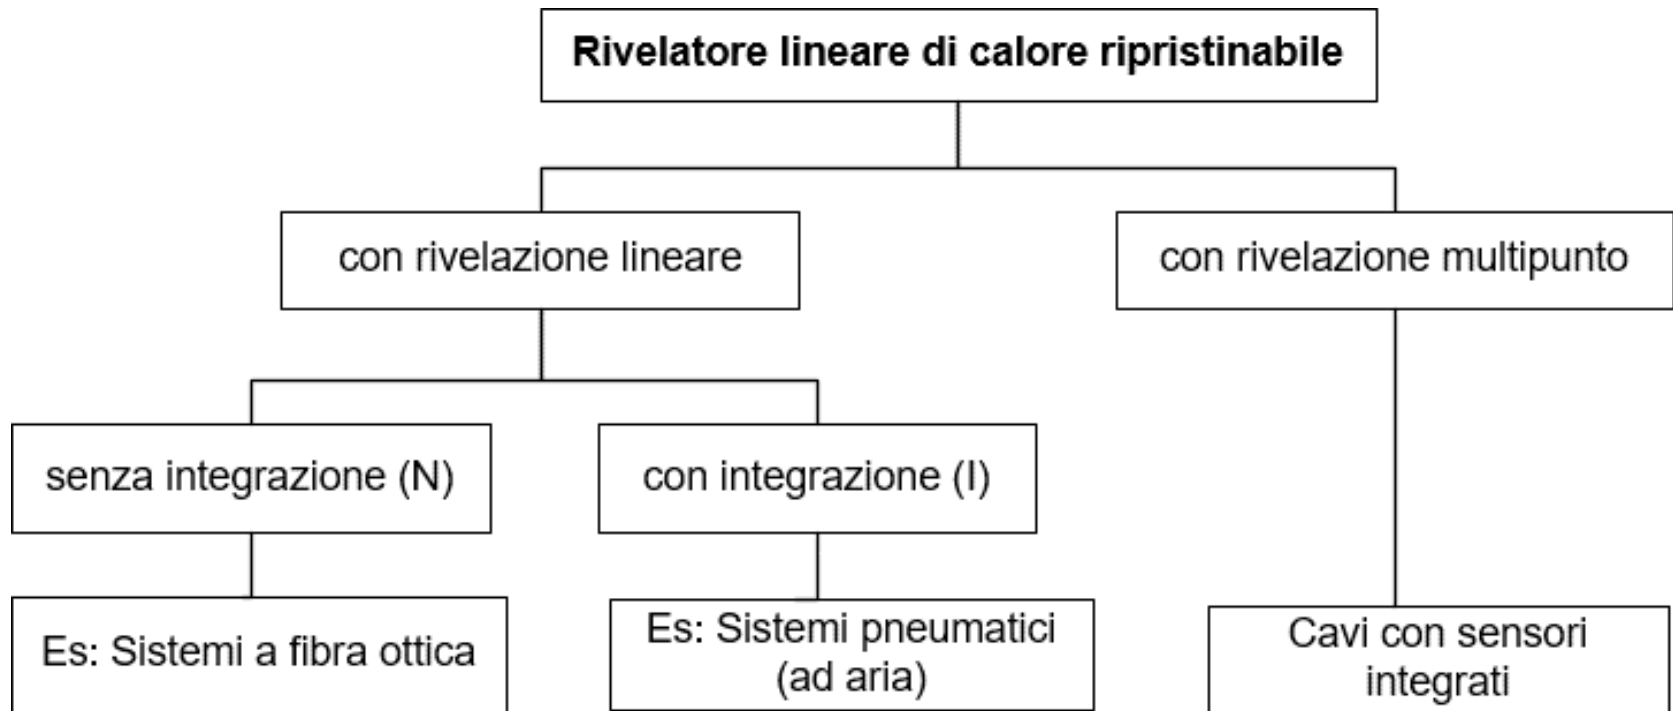 Rivelatore lineare di calore ripristinabile
con rivelazione lineare
con rivelazione multipunto
senza integrazione (N)
con integrazione (I)
Es: Sistemi a fibra ottica
Es: Sistemi pneumatici
(ad aria)
Cavi con sensori
integrati